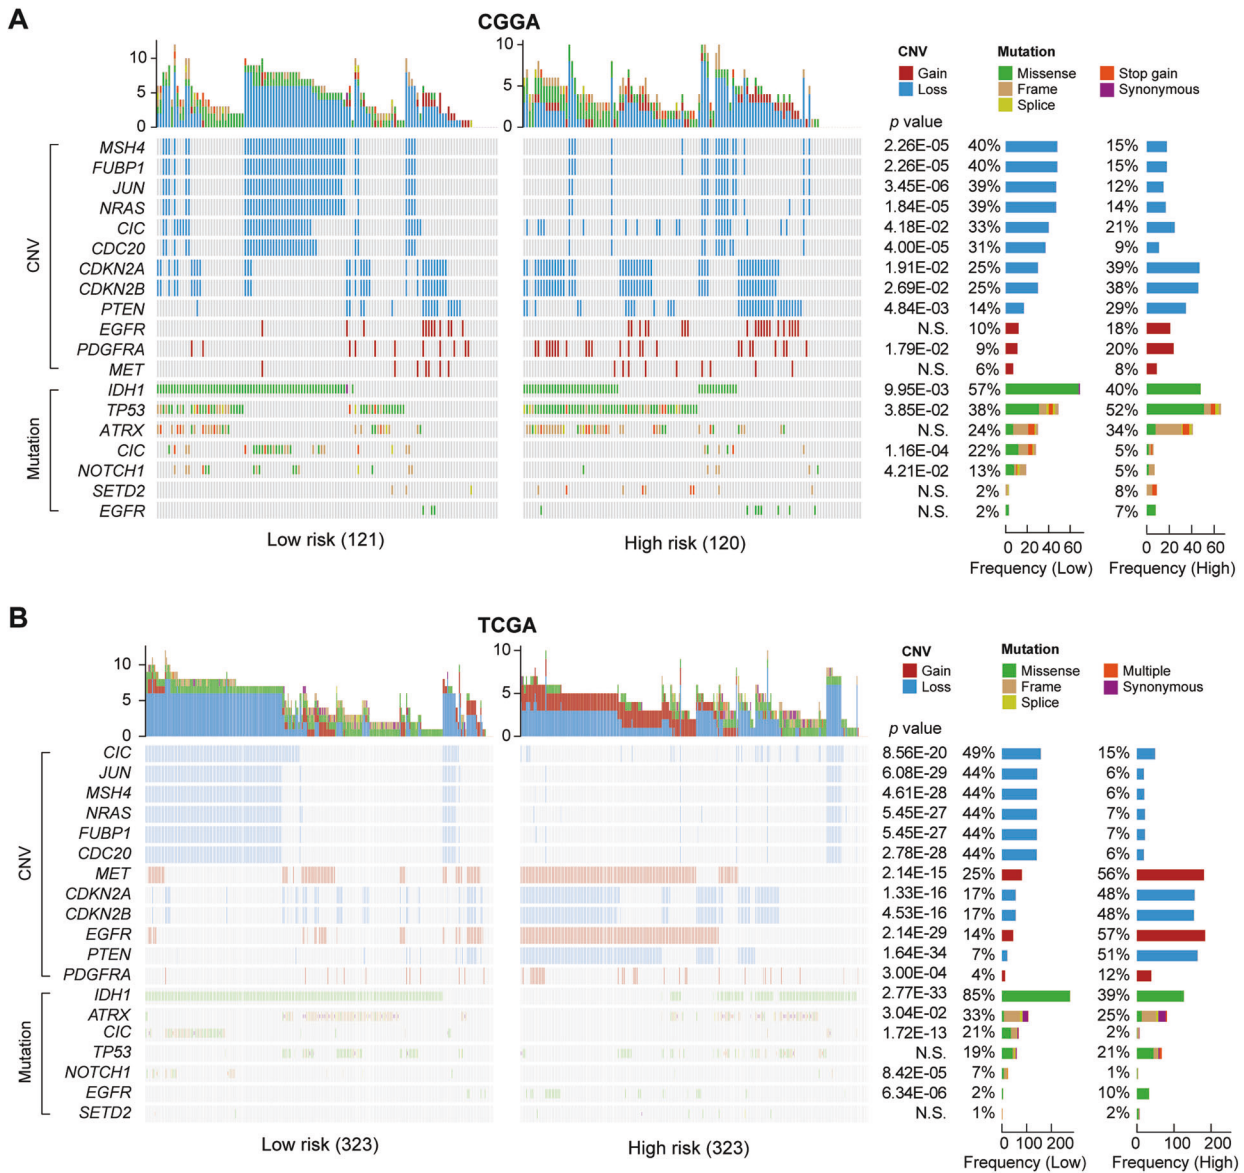 A
CGGA
10
5
0
10
5
0
CNV
Gain
Loss
Mutation
Missense
Frame
Splice
Stop gain
Synonymous
p value
CNV
MSH4 2.26E-05 40% 15%
FUBP1 2.26E-05 40% 15%
JUN 3.45E-06 39% 12%
NRAS 1.84E-05 39% 14%
CIC 4.18E-02 33% 21%
CDC20 4.00E-05 31% 9%
CDKN2A 1.91E-02 25% 39%
CDKN2B 2.69E-02 25% 38%
PTEN 4.84E-03 14% 29%
EGFR N.S. 10% 18%
PDGFRA 1.79E-02 9% 20%
MET N.S. 6% 8%
Mutation
IDH1 9.95E-03 57% 40%
TP53 3.85E-02 38% 52%
ATRX N.S. 24% 34%
CIC 1.16E-04 22% 5%
NOTCH1 4.21E-02 13% 5%
SETD2 N.S. 2% 8%
EGFR N.S. 2% 7%
Low risk (121) High risk (120)
0 20 40 60 0 20 40 60
Frequency (Low) Frequency (High)
B
TCGA
10
5
0
10
5
0
CNV
Gain
Loss
Mutation
Missense
Frame
Splice
Multiple
Synonymous
p value
CNV
CIC 8.56E-20 49% 15%
JUN 6.08E-29 44% 6%
MSH4 4.61E-28 44% 6%
NRAS 5.45E-27 44% 7%
FUBP1 5.45E-27 44% 7%
CDC20 2.78E-28 44% 6%
MET 2.14E-15 25% 56%
CDKN2A 1.33E-16 17% 48%
CDKN2B 4.53E-16 17% 48%
EGFR 2.14E-29 14% 57%
PTEN 1.64E-34 7% 51%
PDGFRA 3.00E-04 4% 12%
Mutation
IDH1 2.77E-33 85% 39%
ATRX 3.04E-02 33% 25%
CIC 1.72E-13 21% 2%
TP53 N.S. 19% 21%
NOTCH1 8.42E-05 7% 1%
EGFR 6.34E-06 2% 10%
SETD2 N.S. 1% 2%
Low risk (323) High risk (323)
0 100 200 0 100 200
Frequency (Low) Frequency (High)